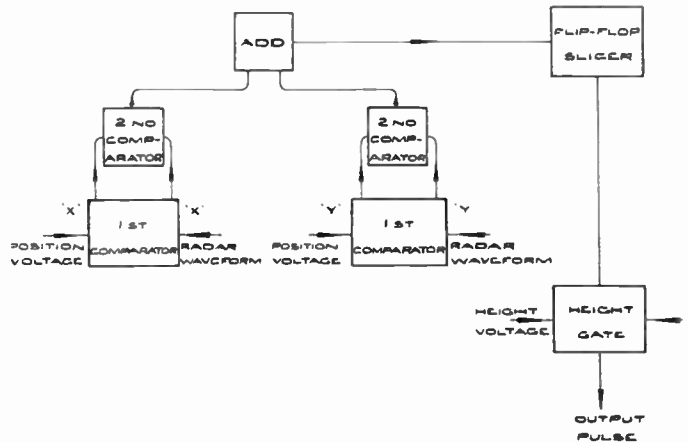 ADD
FLIP-FLOP
SLICER
2 ND
COMP-
ARATOR
2 ND
COMP-
ARATOR
'X'
1 ST
COMPARATOR
'X'
POSITION
VOLTAGE
RADAR
WAVEFORM
'Y'
1 ST
COMPARATOR
'Y'
POSITION
VOLTAGE
RADAR
WAVEFORM
HEIGHT
VOLTAGE
HEIGHT
GATE
OUTPUT
PULSE